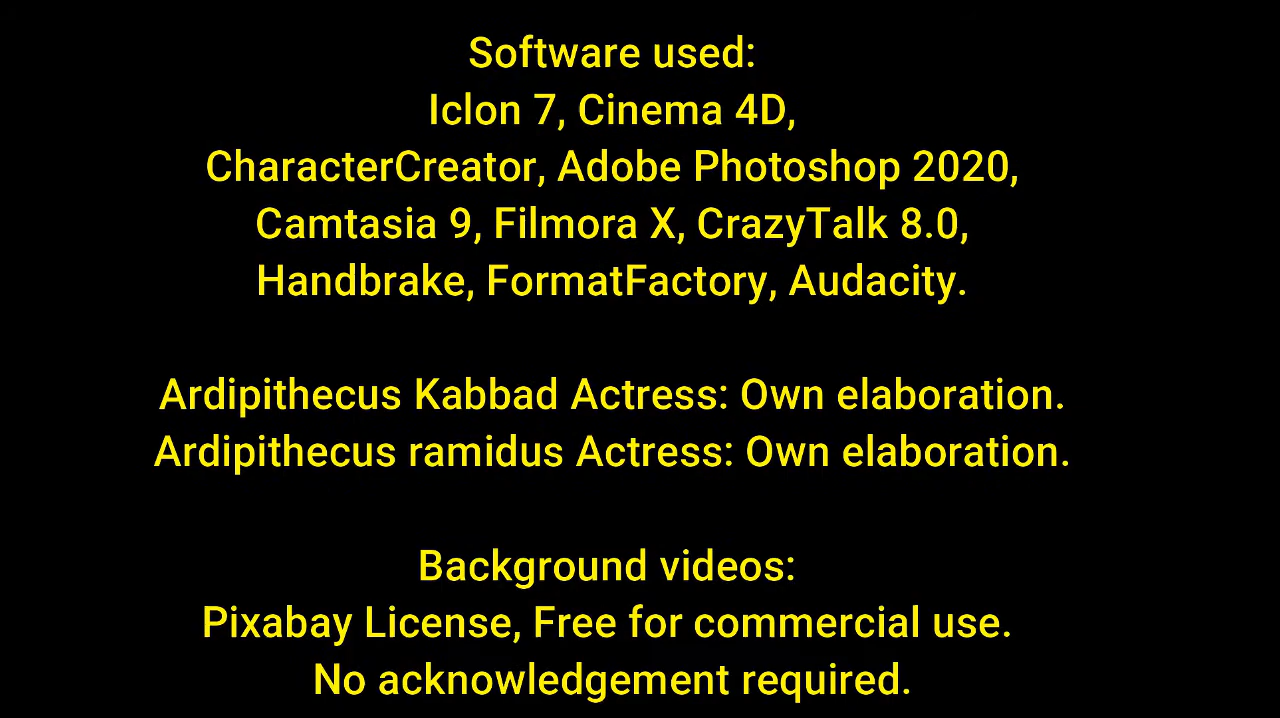 Software used:
Iclon 7, Cinema 4D,
CharacterCreator, Adobe Photoshop 2020,
Camtasia 9, Filmora X, CrazyTalk 8.0,
Handbrake, FormatFactory, Audacity.
Ardipithecus Kabbad Actress: Own elaboration.
Ardipithecus ramidus Actress: Own elaboration.
Background videos:
Pixabay License, Free for commercial use.
No acknowledgement required.